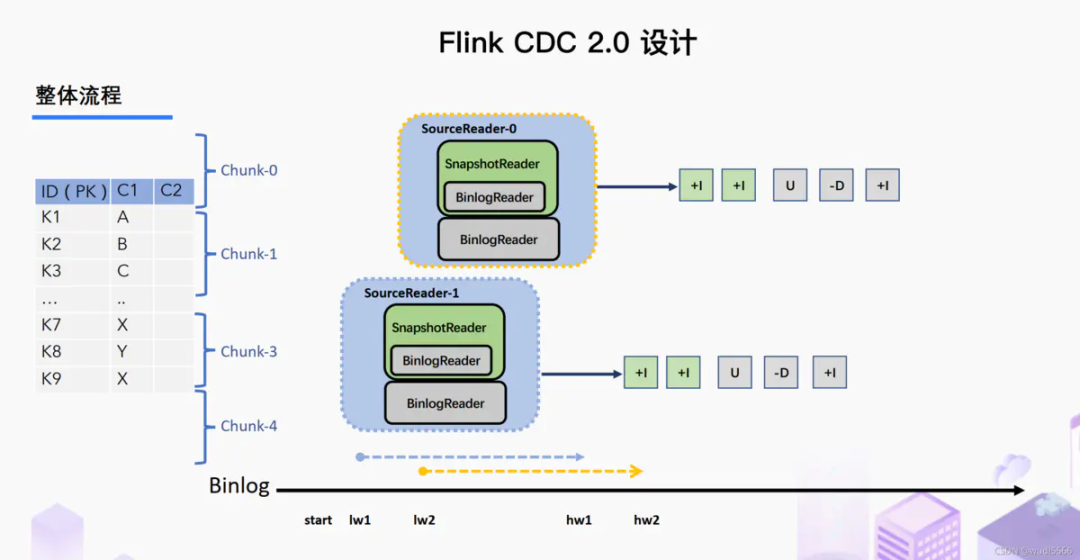 Flink CDC 2.0 设计
整体流程
SourceReader-0
SnapshotReader
BinlogReader
BinlogReader
+I +I U -D +I
Chunk-0
ID（PK） C1 C2
K1 A
K2 B
K3 C
... ..
K7 X
K8 Y
K9 X
Chunk-1
Chunk-3
Chunk-4
SourceReader-1
SnapshotReader
BinlogReader
BinlogReader
+I +I U -D +I
Binlog
start lw1 lw2 hw1 hw2